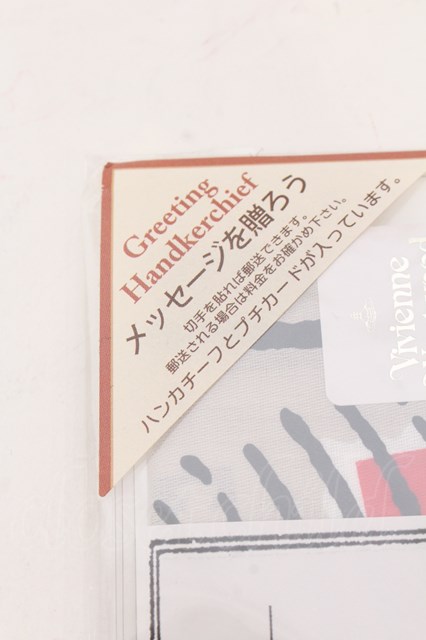 Greeting
Handkerchief
メッセージを贈ろう
切手を貼れば郵送できます。
郵送される場合は料金をお確かめ下さい。
ハンカチーフとプチカードが入っています。
Vivienne